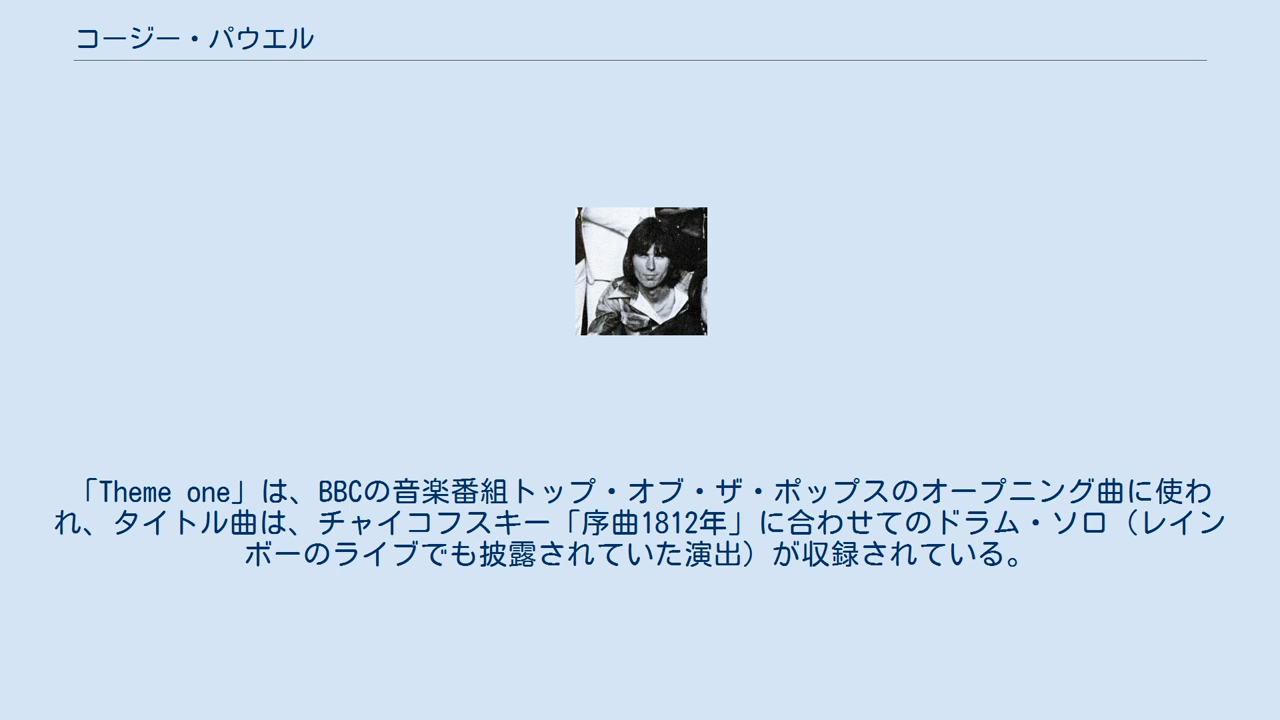 コージー・パウエル
「Theme one」は、BBCの音楽番組トップ・オブ・ザ・ポップスのオープニング曲に使わ
れ、タイトル曲は、チャイコフスキー「序曲1812年」に合わせてのドラム・ソロ（レイン
ボーのライブでも披露されていた演出）が収録されている。